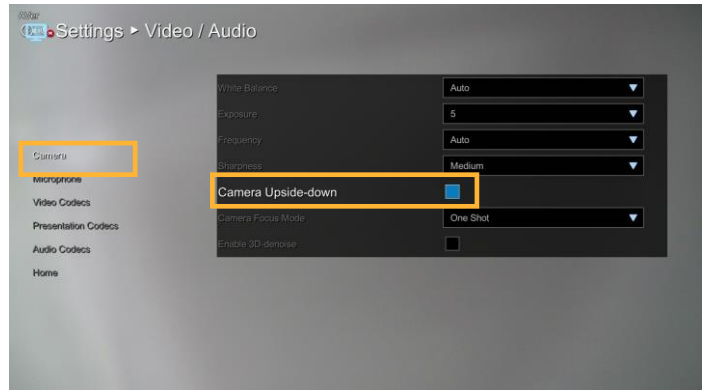 AVer
Settings ► Video / Audio
White Balance Auto ▼
Exposure 5 ▼
Frequency Auto ▼
Sharpness Medium ▼
Camera Upside-down
Camera Focus Mode One Shot ▼
Enable 3D-denoise
Camera
Microphone
Video Codecs
Presentation Codecs
Audio Codecs
Home